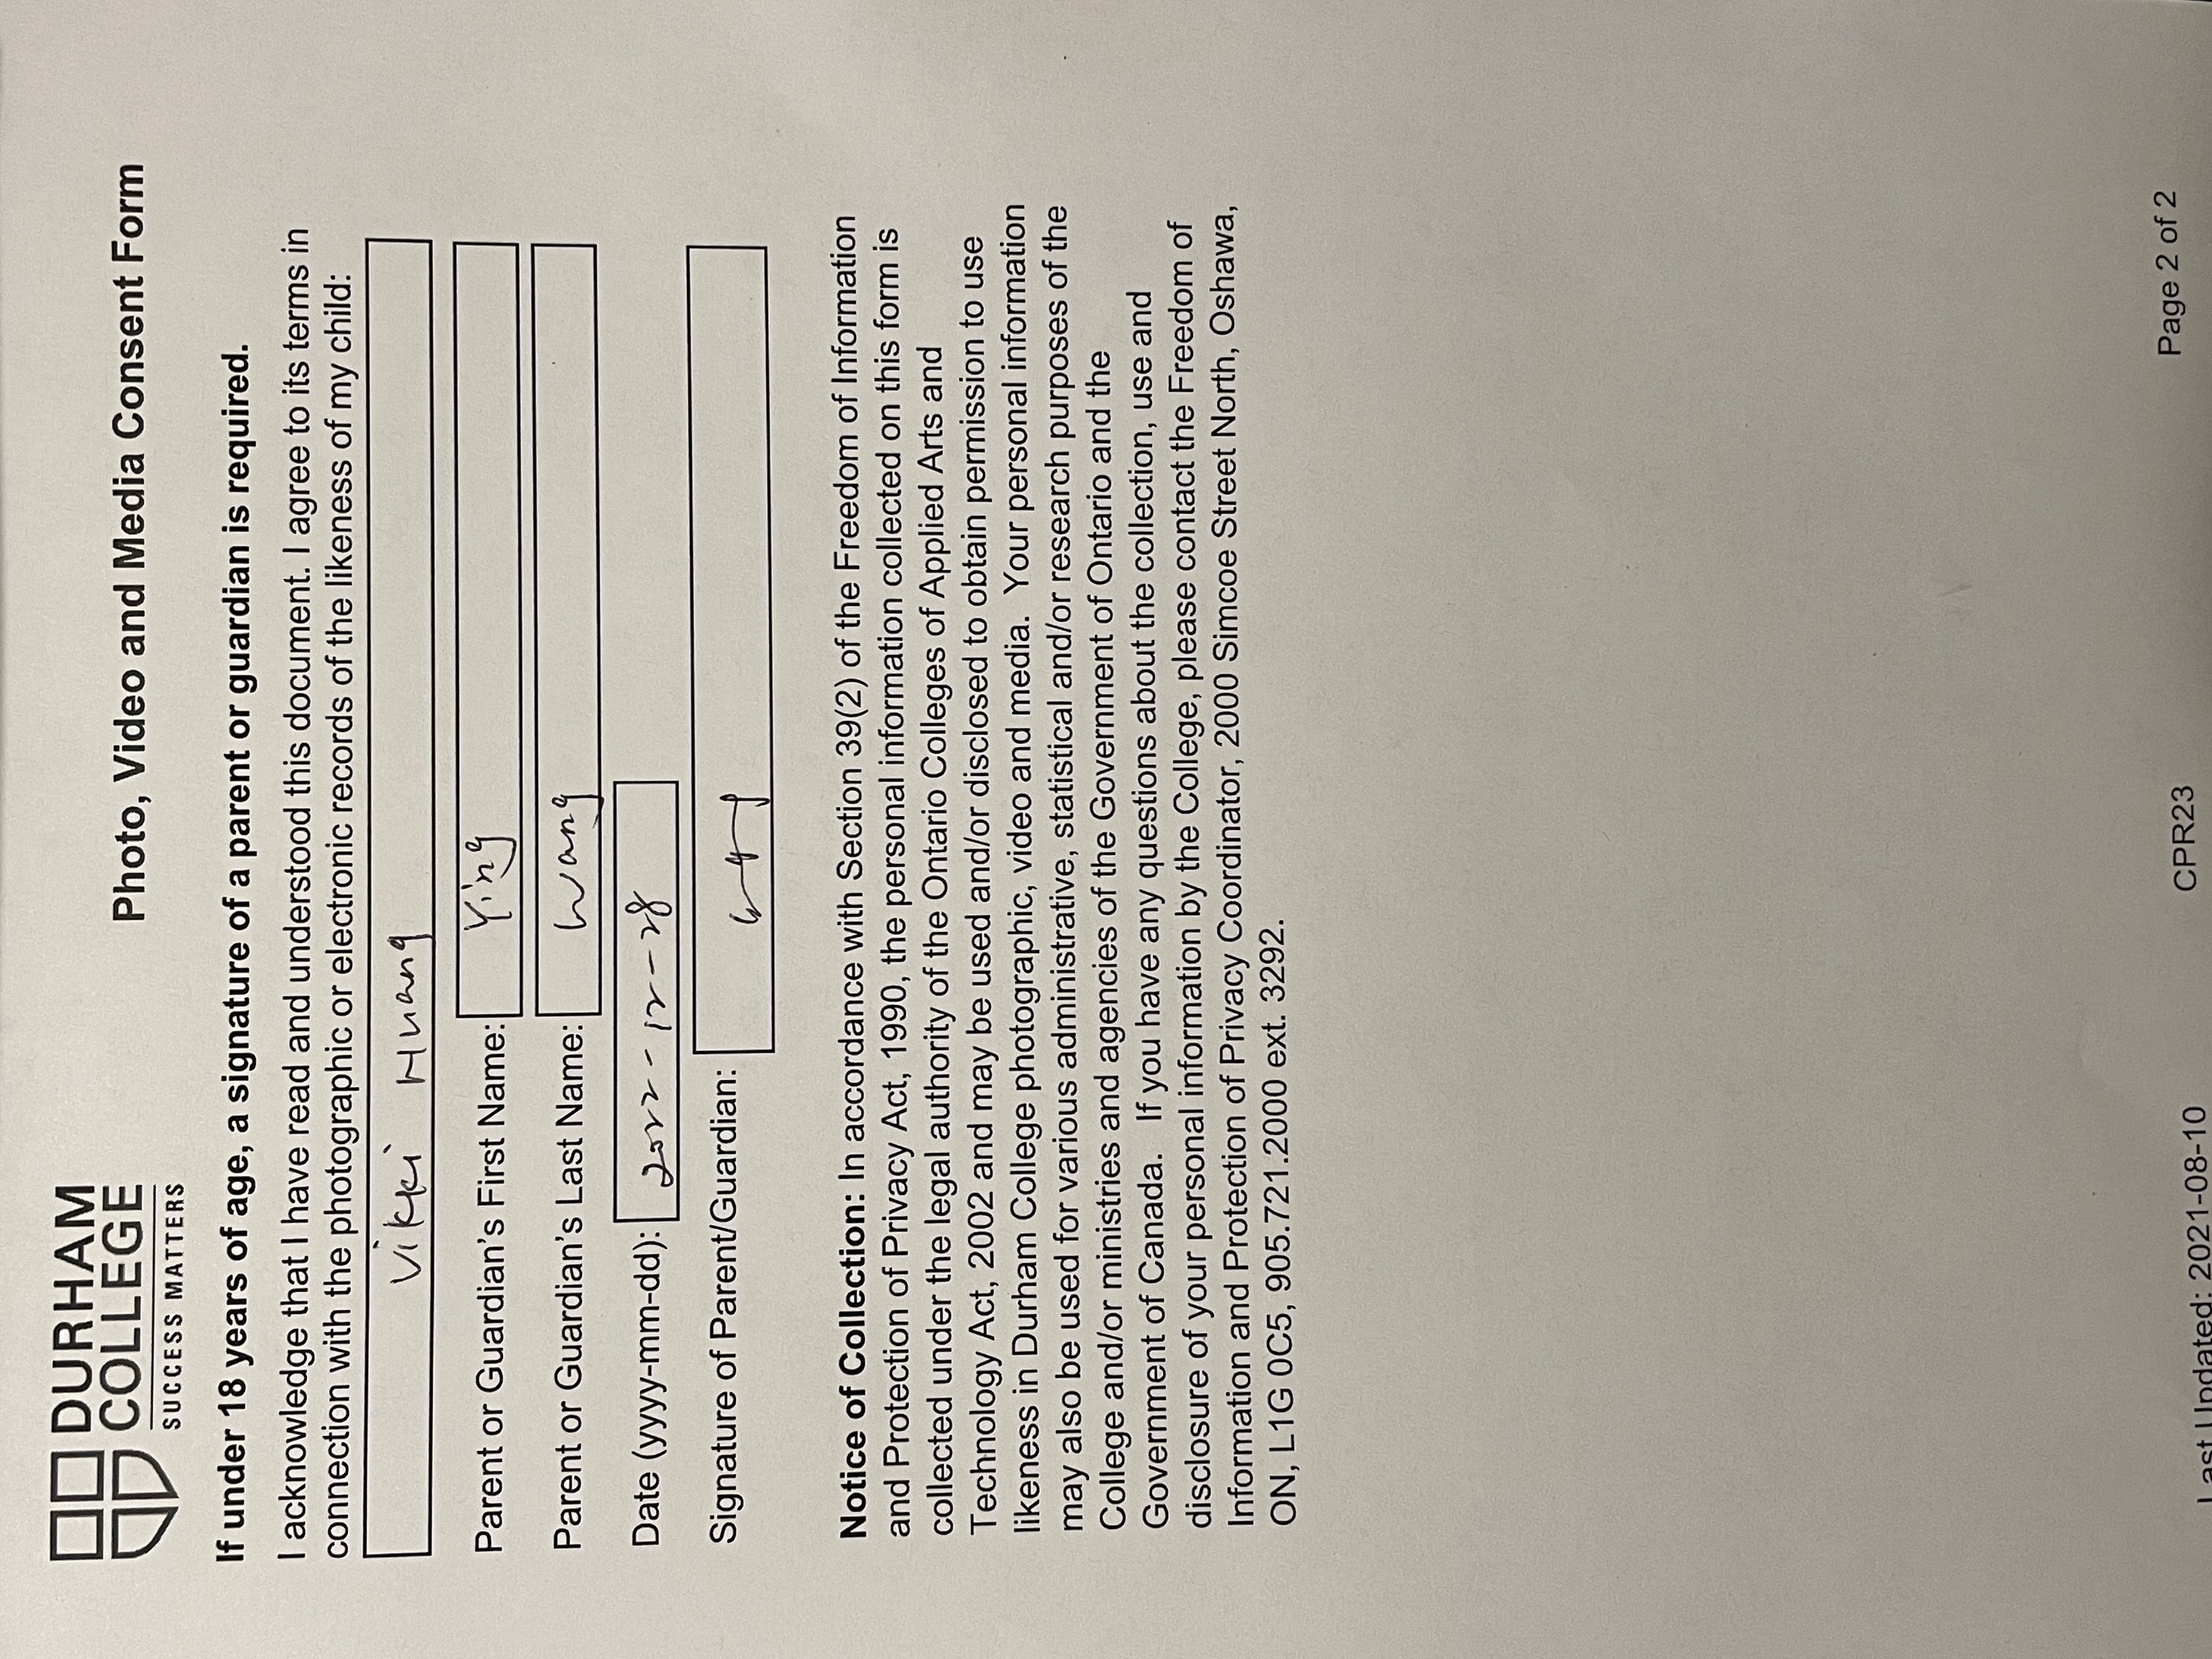 DURHAM
COLLEGE
SUCCESS MATTERS
Photo, Video and Media Consent Form
If under 18 years of age, a signature of a parent or guardian is required.
I acknowledge that I have read and understood this document. I agree to its terms in
connection with the photographic or electronic records of the likeness of my child:
Vikki Huang
Parent or Guardian's First Name: Ying
Parent or Guardian's Last Name: Wang
Date (yyyy-mm-dd): 2022-12-28
Signature of Parent/Guardian:
Notice of Collection: In accordance with Section 39(2) of the Freedom of Information
and Protection of Privacy Act, 1990, the personal information collected on this form is
collected under the legal authority of the Ontario Colleges of Applied Arts and
Technology Act, 2002 and may be used and/or disclosed to obtain permission to use
likeness in Durham College photographic, video and media. Your personal information
may also be used for various administrative, statistical and/or research purposes of the
College and/or ministries and agencies of the Government of Ontario and the
Government of Canada. If you have any questions about the collection, use and
disclosure of your personal information by the College, please contact the Freedom of
Information and Protection of Privacy Coordinator, 2000 Simcoe Street North, Oshawa,
ON, L1G 0C5, 905.721.2000 ext. 3292.
Last Updated: 2021-08-10 CPR23 Page 2 of 2